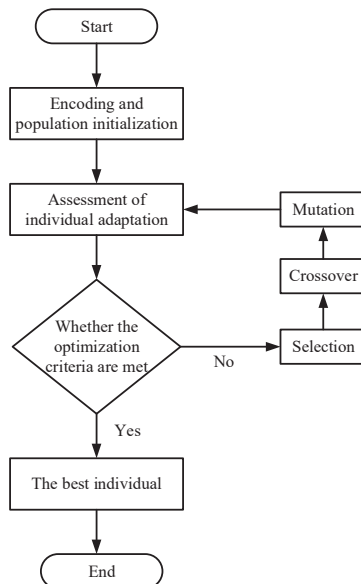 Start
Encoding and
population initialization
Assessment of
individual adaptation
Mutation
Crossover
Whether the
optimization
criteria are met
No
Selection
Yes
The best individual
End